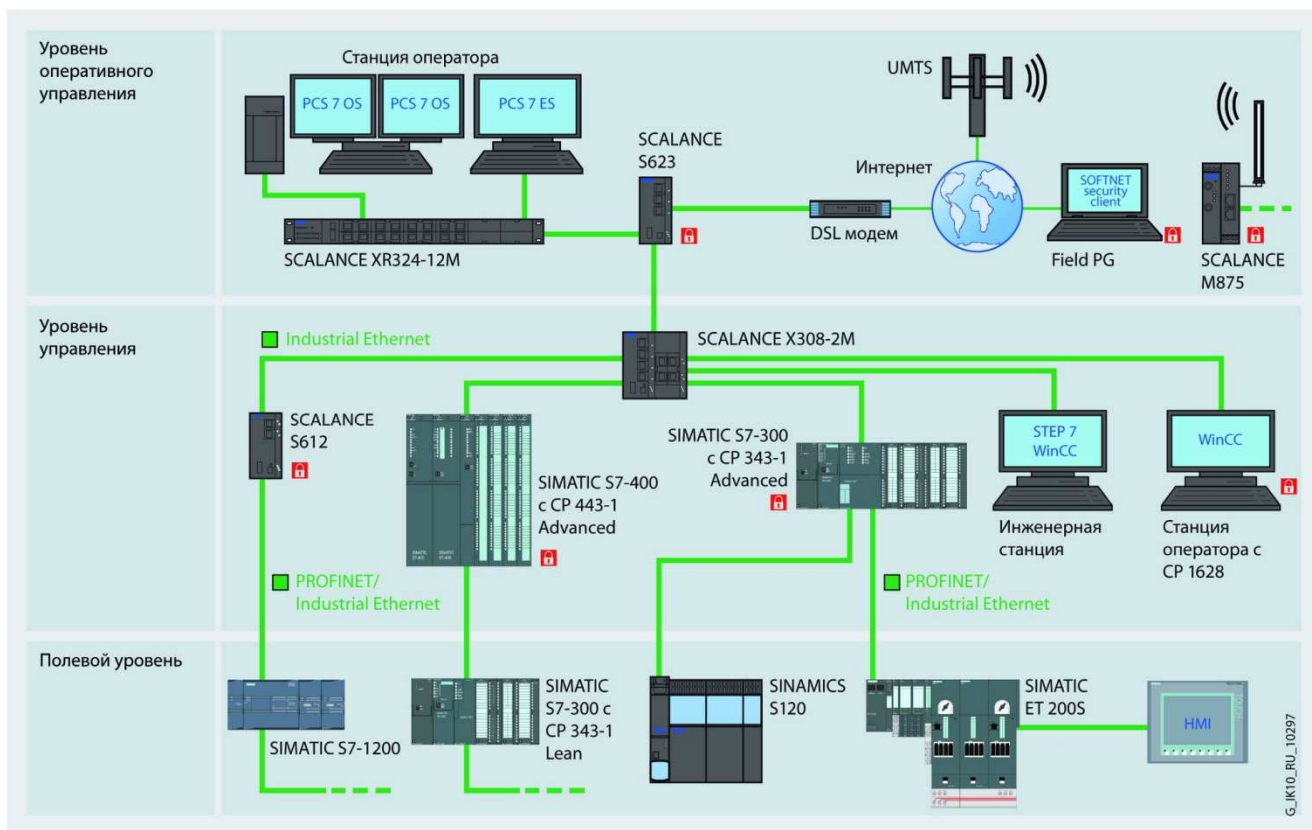 Уровень
оперативного
управления
Станция оператора
PCS 7 OS
PCS 7 OS
PCS 7 ES
SCALANCE XR324-12M
SCALANCE
S623
DSL модем
Интернет
UMTS
SOFTNET
security
client
Field PG
SCALANCE
M875
Уровень
управления
Industrial Ethernet
SCALANCE X308-2M
SCALANCE
S612
SIMATIC S7-400
с CP 443-1
Advanced
SIMATIC S7-300
с CP 343-1
Advanced
STEP 7
WinCC
Инженерная
станция
WinCC
Станция
оператора с
CP 1628
PROFINET/
Industrial Ethernet
PROFINET/
Industrial Ethernet
Полевой уровень
SIMATIC S7-1200
SIMATIC
S7-300 с
CP 343-1
Lean
SINAMICS
S120
SIMATIC
ET 200S
HMI
G_IK10_RU_10297